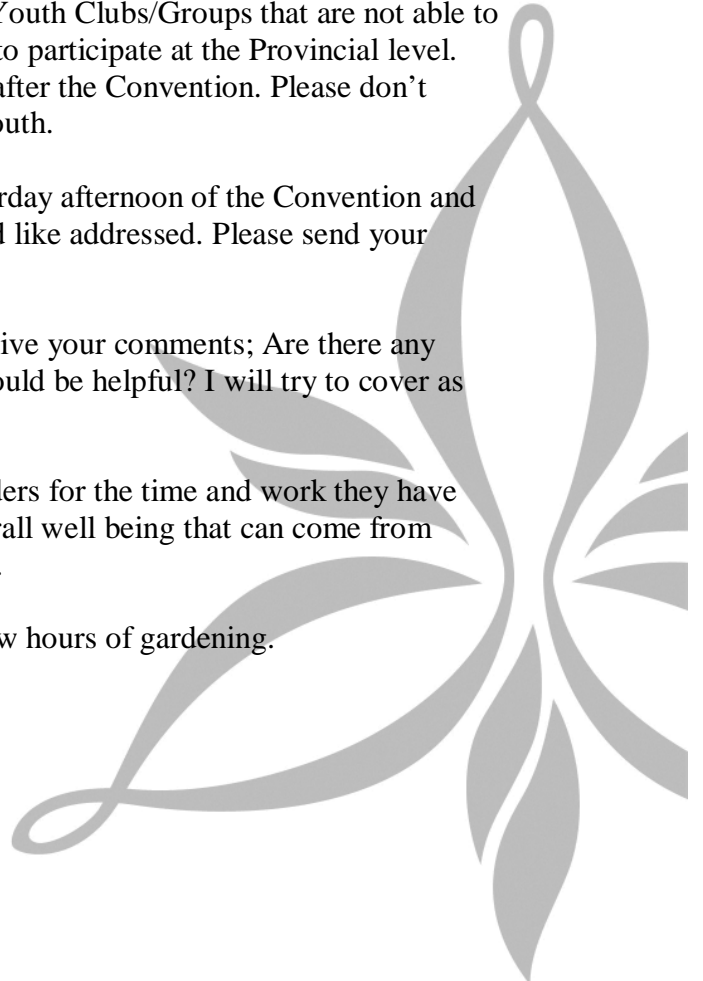 Youth Clubs/Groups that are not able to
to participate at the Provincial level.
after the Convention. Please don’t
outh.
rday afternoon of the Convention and
d like addressed. Please send your
ive your comments; Are there any
ould be helpful? I will try to cover as
ders for the time and work they have
rall well being that can come from
.
w hours of gardening.